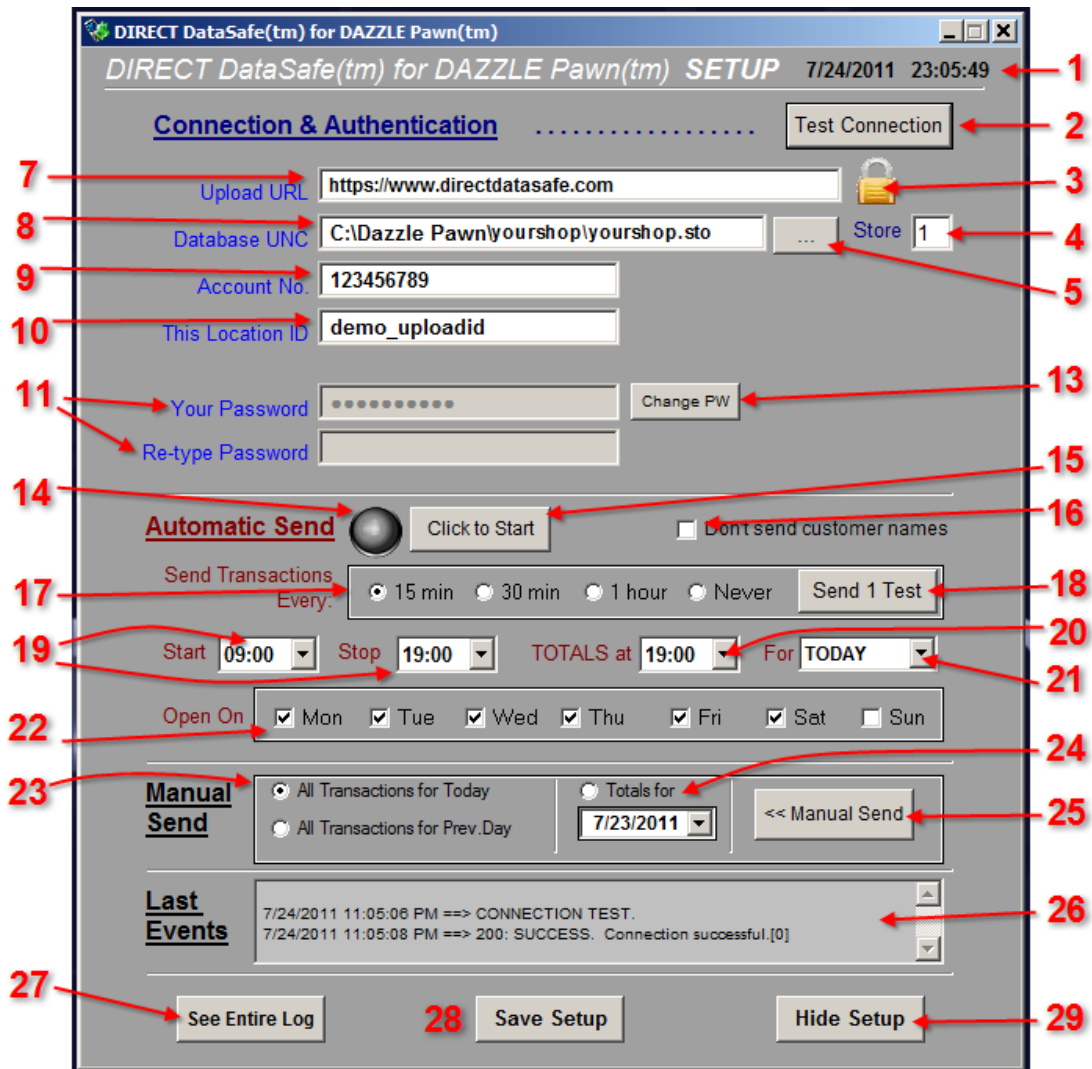 DIRECT DataSafe(tm) for DAZZLE Pawn(tm)
DIRECT DataSafe(tm) for DAZZLE Pawn(tm) SETUP 7/24/2011 23:05:49 1
Connection & Authentication . . . . . . . . . . . . . . . . . . Test Connection 2
7 Upload URL https://www.directdatasafe.com 3
8 Database UNC C:\Dazzle Pawn\yourshop\yourshop.sto ... Store 1 4
5
9 Account No. 123456789
10 This Location ID demo_uploadid
11 Your Password ●●●●●●●●●● Change PW 13
Re-type Password
14 15
Automatic Send Click to Start Don't send customer names 16
17 Send Transactions
Every: 15 min 30 min 1 hour Never Send 1 Test 18
19 Start 09:00 Stop 19:00 TOTALS at 19:00 For TODAY 20
21
22 Open On Mon Tue Wed Thu Fri Sat Sun
23 24
Manual
Send All Transactions for Today Totals for
All Transactions for Prev.Day 7/23/2011 << Manual Send 25
Last
Events 7/24/2011 11:05:06 PM ==> CONNECTION TEST. 26
7/24/2011 11:05:08 PM ==> 200: SUCCESS. Connection successful.[0]
27 See Entire Log 28 Save Setup Hide Setup 29